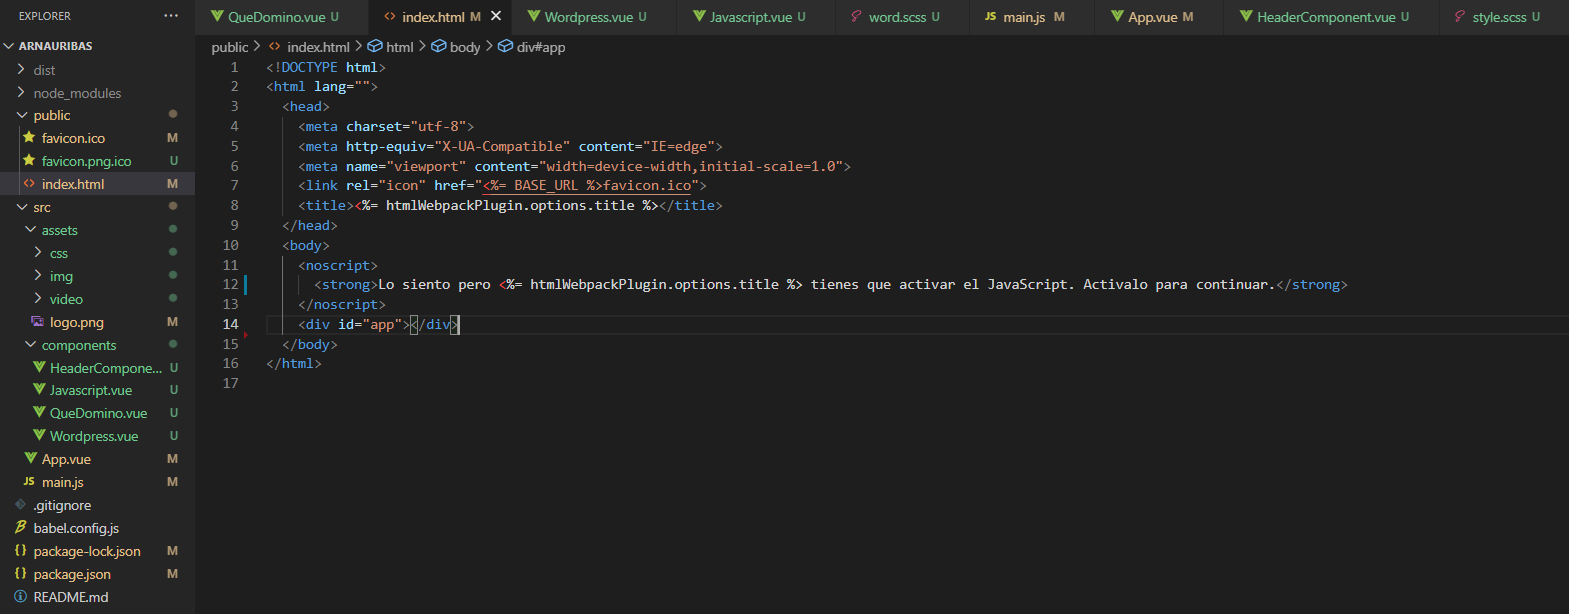 EXPLORER ···
ARNAURIBAS
dist
node_modules
public
favicon.ico M
favicon.png.ico U
index.html M
src
assets
css
img
video
logo.png M
components
HeaderCompone... U
Javascript.vue U
QueDomino.vue U
Wordpress.vue U
App.vue M
JS main.js M
.gitignore
babel.config.js
{} package-lock.json M
{} package.json M
README.md
QueDomino.vue U
<> index.html M
Wordpress.vue U
Javascript.vue U
word.scss U
JS main.js M
App.vue M
HeaderComponent.vue U
style.scss U
public > <> index.html > html > body > div#app
1 <!DOCTYPE html>
2 <html lang="">
3 <head>
4 <meta charset="utf-8">
5 <meta http-equiv="X-UA-Compatible" content="IE=edge">
6 <meta name="viewport" content="width=device-width,initial-scale=1.0">
7 <link rel="icon" href="<%= BASE_URL %>favicon.ico">
8 <title><%= htmlWebpackPlugin.options.title %></title>
9 </head>
10 <body>
11 <noscript>
12 <strong>Lo siento pero <%= htmlWebpackPlugin.options.title %> tienes que activar el JavaScript. Activalo para continuar.</strong>
13 </noscript>
14 <div id="app"></div>
15 </body>
16 </html>
17